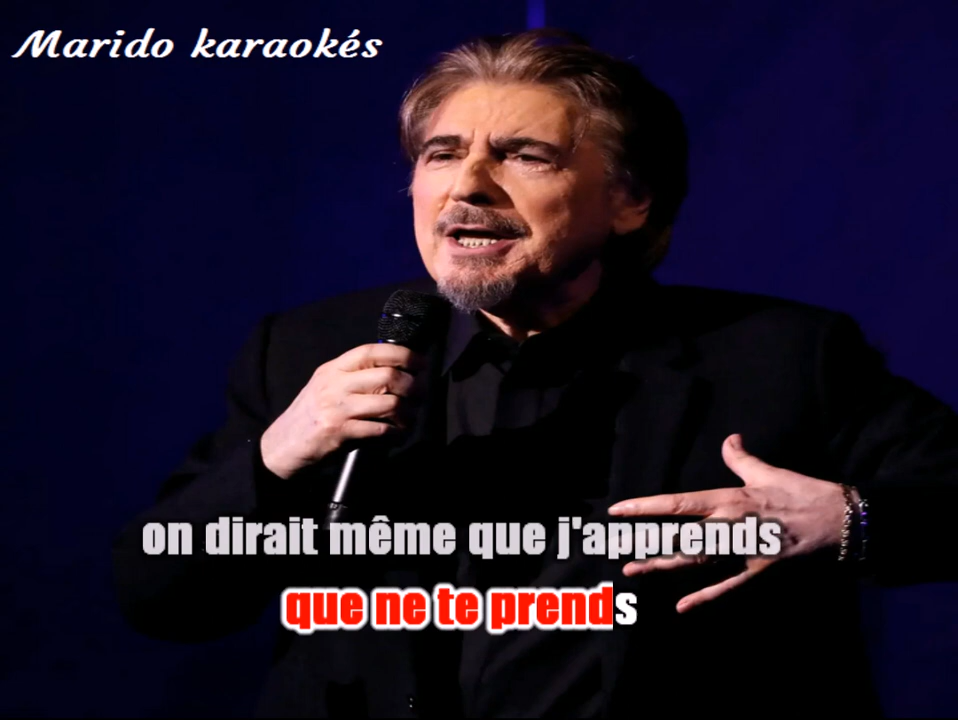 Marido karaokés
on dirait même que j'apprends
que ne te prends